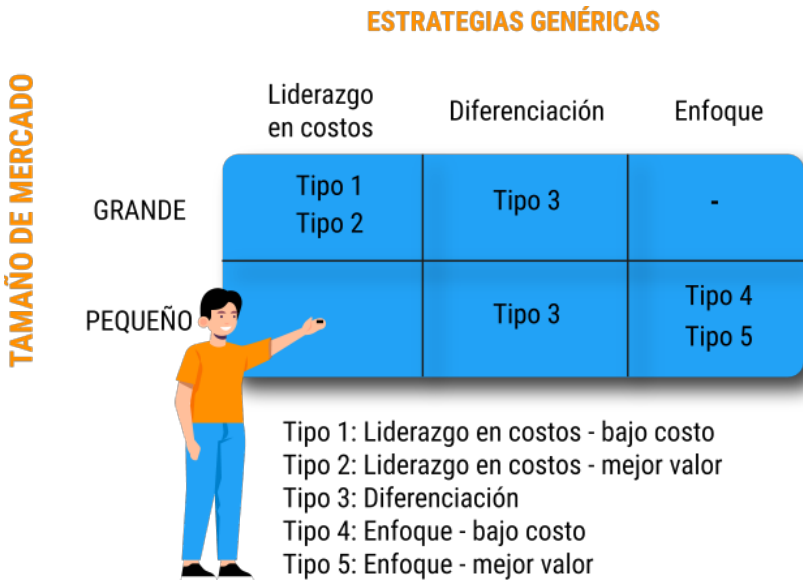 ESTRATEGIAS GENÉRICAS
TAMAÑO DE MERCADO
Liderazgo
en costos
Diferenciación
Enfoque
GRANDE
Tipo 1
Tipo 2
Tipo 3
-
PEQUEÑO
Tipo 3
Tipo 4
Tipo 5
Tipo 1: Liderazgo en costos - bajo costo
Tipo 2: Liderazgo en costos - mejor valor
Tipo 3: Diferenciación
Tipo 4: Enfoque - bajo costo
Tipo 5: Enfoque - mejor valor